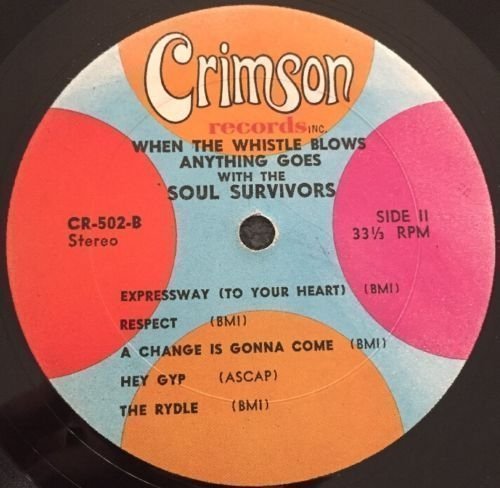 Crimson
records INC.
WHEN THE WHISTLE BLOWS
ANYTHING GOES
WITH THE
SOUL SURVIVORS
CR-502-B
Stereo
SIDE II
33⅓ RPM
EXPRESSWAY (TO YOUR HEART) (BMI)
RESPECT (BMI)
A CHANGE IS GONNA COME (BMI)
HEY GYP (ASCAP)
THE RYDLE (BMI)